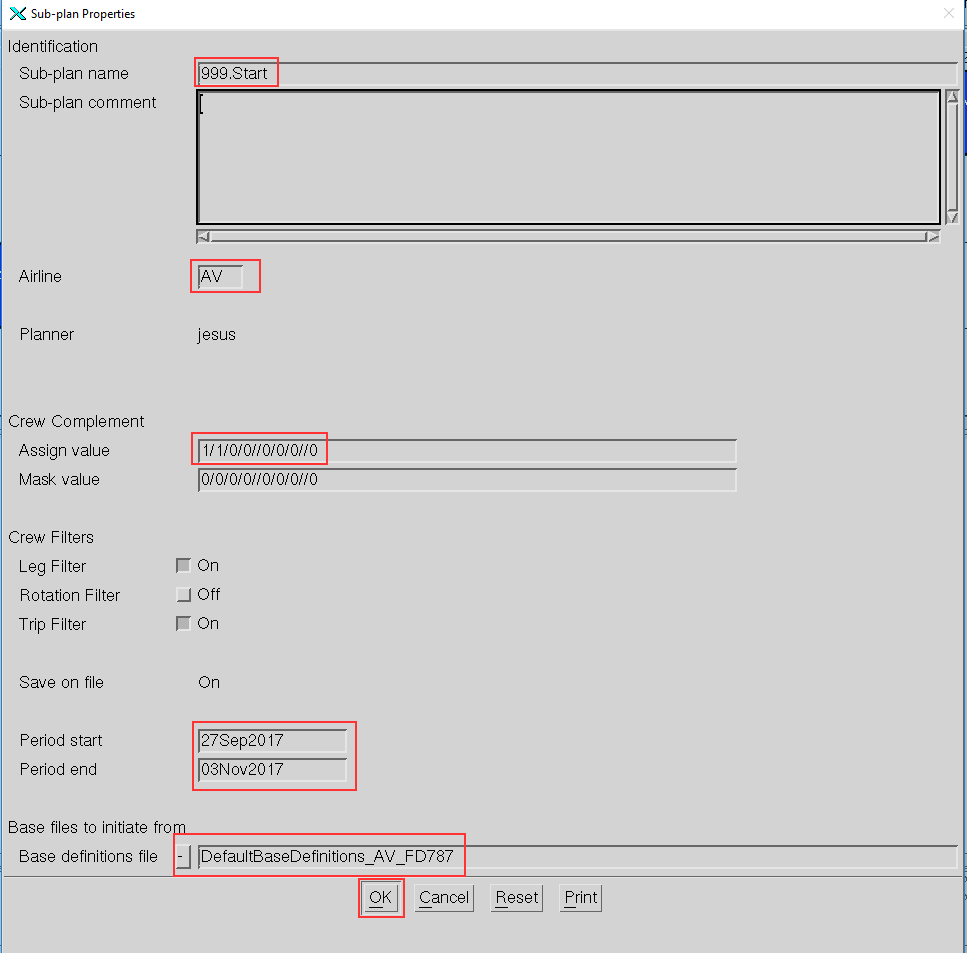 Sub-plan Properties
Identification
Sub-plan name 999.Start
Sub-plan comment
Airline AV
Planner jesus
Crew Complement
Assign value 1/1/0/0//0/0/0//0
Mask value 0/0/0/0//0/0/0//0
Crew Filters
Leg Filter On
Rotation Filter Off
Trip Filter On
Save on file On
Period start 27Sep2017
Period end 03Nov2017
Base files to initiate from
Base definitions file - DefaultBaseDefinitions_AV_FD787
OK Cancel Reset Print